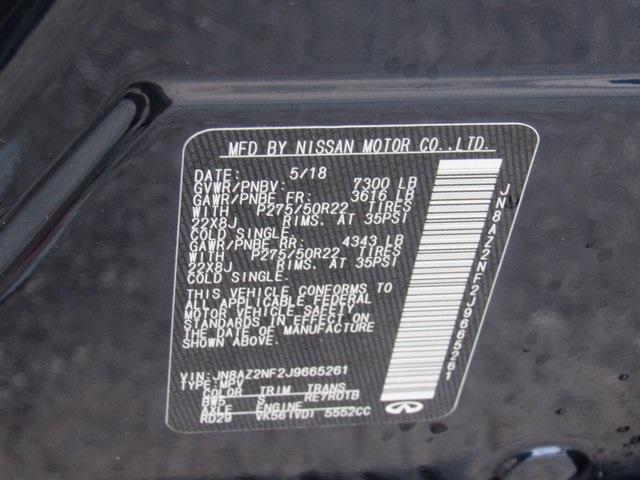 MFD BY NISSAN MOTOR CO.,LTD.
DATE: 5/18
GVWR/PNBV: 7300 LB
GAWR/PNBE FR: 3616 LB
WITH P275/50R22 TIRES
22X8J RIMS. AT 35PSI
COLD SINGLE.
GAWR/PNBE RR: 4343 LB
WITH P275/50R22 TIRES
22X8J RIMS. AT 35PSI
COLD SINGLE
THIS VEHICLE CONFORMS TO
ALL APPLICABLE FEDERAL
MOTOR VEHICLE SAFETY
STANDARDS IN EFFECT ON
THE DATE OF MANUFACTURE
SHOWN ABOVE.
VIN: JN8AZ2NF2J9665261
TYPE: MPV
COLOR TRIM TRANS
BW5 S RE7R01B
AXLE ENGINE
RD29 VK56(VD) 5552CC
JN8AZ2NF2J9665261